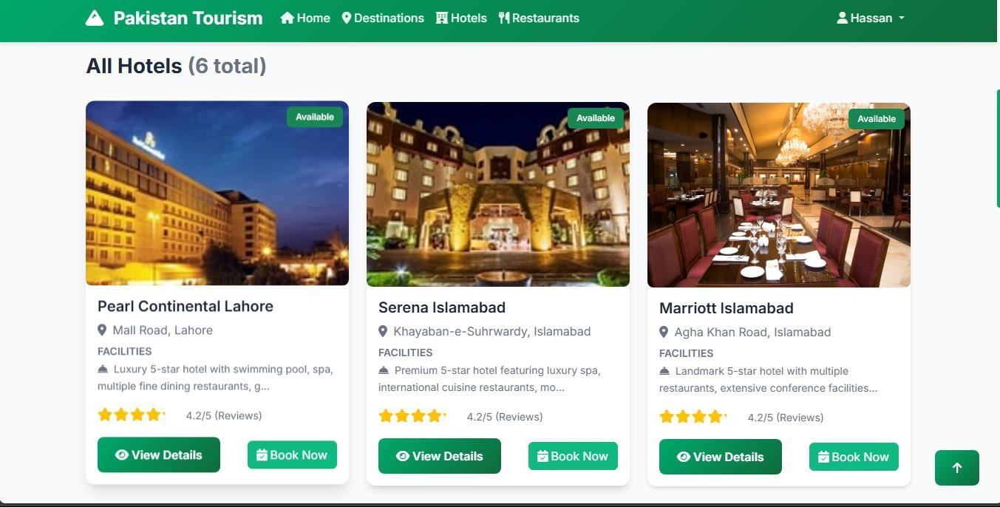 Pakistan Tourism Home Destinations Hotels Restaurants Hassan
All Hotels (6 total)
Available
Pearl Continental Lahore
Mall Road, Lahore
FACILITIES
Luxury 5-star hotel with swimming pool, spa,
multiple fine dining restaurants, g...
4.2/5 (Reviews)
View Details Book Now
Available
Serena Islamabad
Khayaban-e-Suhrwardy, Islamabad
FACILITIES
Premium 5-star hotel featuring luxury spa,
international cuisine restaurants, mo...
4.2/5 (Reviews)
View Details Book Now
Available
Marriott Islamabad
Agha Khan Road, Islamabad
FACILITIES
Landmark 5-star hotel with multiple
restaurants, extensive conference facilities...
4.2/5 (Reviews)
View Details Book Now